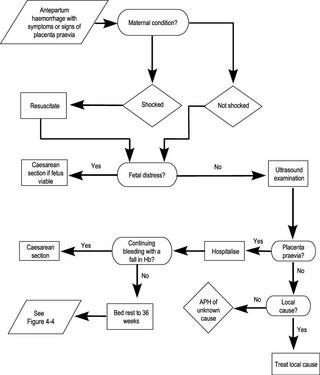 Antepartum
haemorrhage with
symptoms or signs of
placenta praevia
Maternal condition?
Resuscitate
Shocked
Not shocked
Caesarean
section if fetus
viable
Yes
Fetal distress?
No
Ultrasound
examination
Caesarean
section
Yes
Continuing
bleeding with a
fall in Hb?
Hospitalise
Yes
Placenta
praevia?
No
No
See
Figure 4-4
Bed rest to 36
weeks
APH of
unknown
cause
No
Local
cause?
Yes
Treat local cause